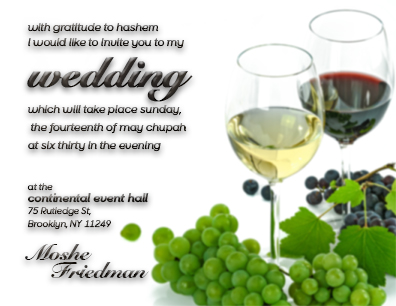 with gratitude to hashem
I would like to invite you to my
wedding
which will take place sunday,
the fourteenth of may chupah
at six thirty in the evening
at the
continental event hall
75 Rutledge St,
Brooklyn, NY 11249
Moshe
Friedman